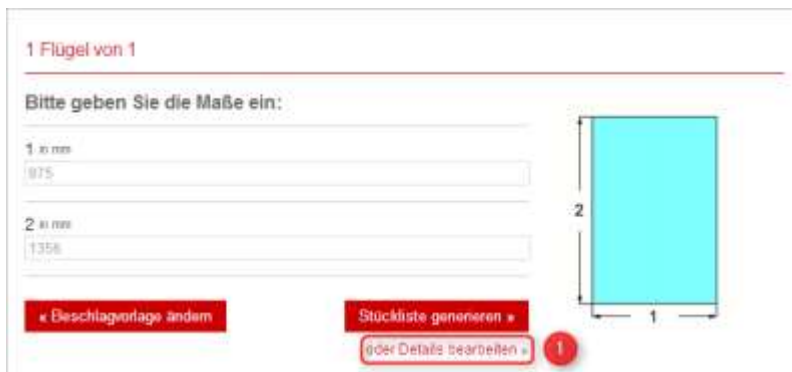 1 Flügel von 1
Bitte geben Sie die Maße ein:
1 in mm
975
2 in mm
1356
« Beschlagvorlage ändern
Stückliste generieren »
oder Details bearbeiten »
1
2
1